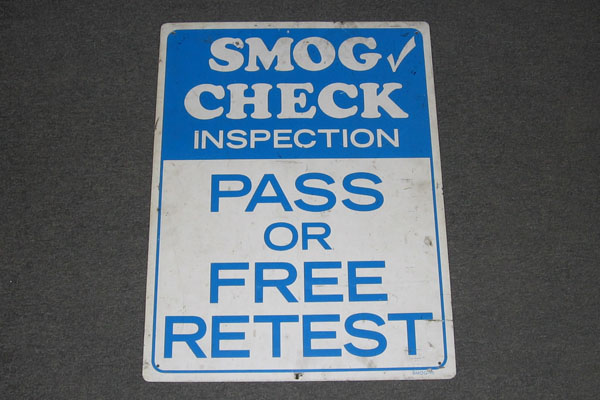 SMOG✓
CHECK
INSPECTION
PASS
OR
FREE
RETEST